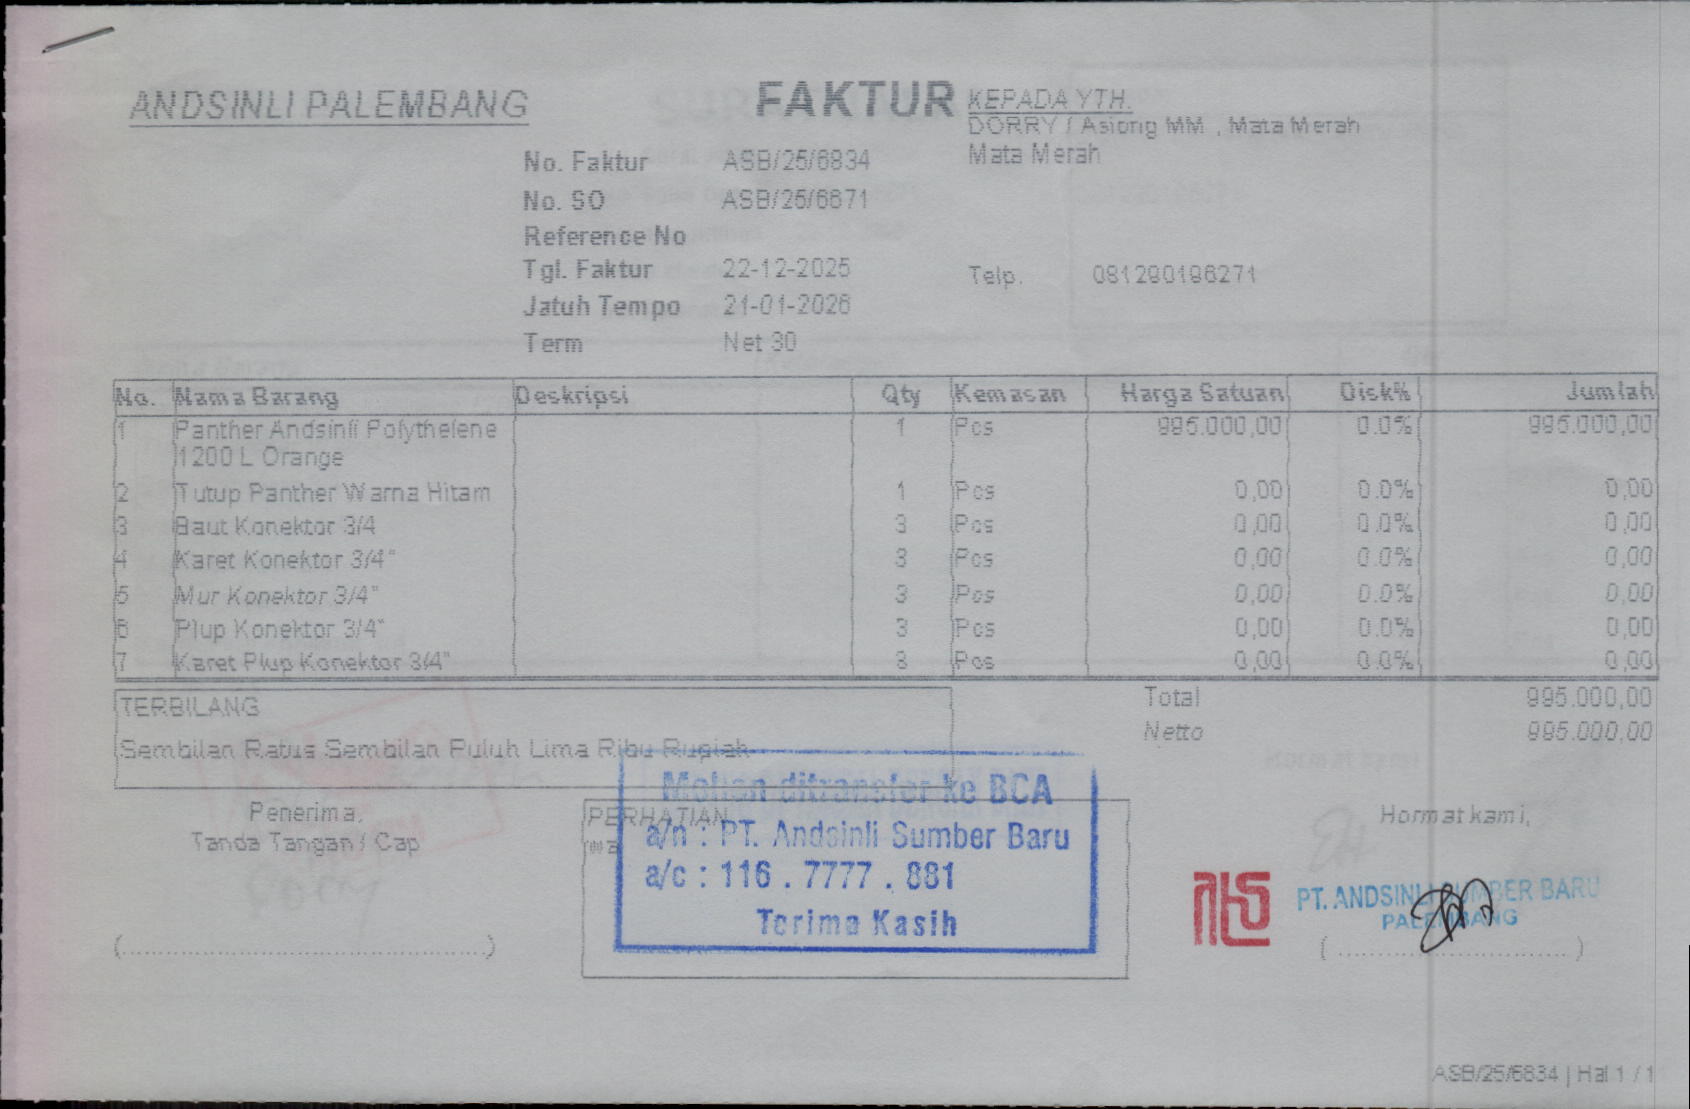 ANDSINLI PALEMBANG
FAKTUR
KEPADA YTH.
DORRY / Asiong MM , Mata Merah
Mata Merah
No. Faktur ASB/25/6834
No. SO ASB/25/6671
Reference No
Tgl. Faktur 22-12-2025
Telp. 081290196271
Jatuh Tempo 21-01-2026
Term Net 30
No. Nama Barang Deskripsi Qty Kemasan Harga Satuan Disk% Jumlah
1 Panther Andsinli Polythelene 1 Pcs 995.000,00 0.0% 995.000,00
1200 L Orange
2 Tutup Panther Warna Hitam 1 Pcs 0,00 0.0% 0,00
3 Baut Konektor 3/4 3 Pcs 0,00 0.0% 0,00
4 Karet Konektor 3/4" 3 Pcs 0,00 0.0% 0,00
5 Mur Konektor 3/4" 3 Pcs 0,00 0.0% 0,00
6 Plup Konektor 3/4" 3 Pcs 0,00 0.0% 0,00
7 Karet Plup Konektor 3/4" 3 Pcs 0,00 0.0% 0,00
TERBILANG
Total 995.000,00
Netto 995.000,00
Sembilan Ratus Sembilan Puluh Lima Ribu Rupiah
Penerima,
Tanda Tangan / Cap
PERHATIAN
Mohon ditransfer ke BCA
a/n : PT. Andsinli Sumber Baru
a/c : 116 . 7777 . 881
Terima Kasih
Hormat kami,
PT. ANDSINLI SUMBER BARU
PALEMBANG
ASB/25/6834 | Hal 1 / 1